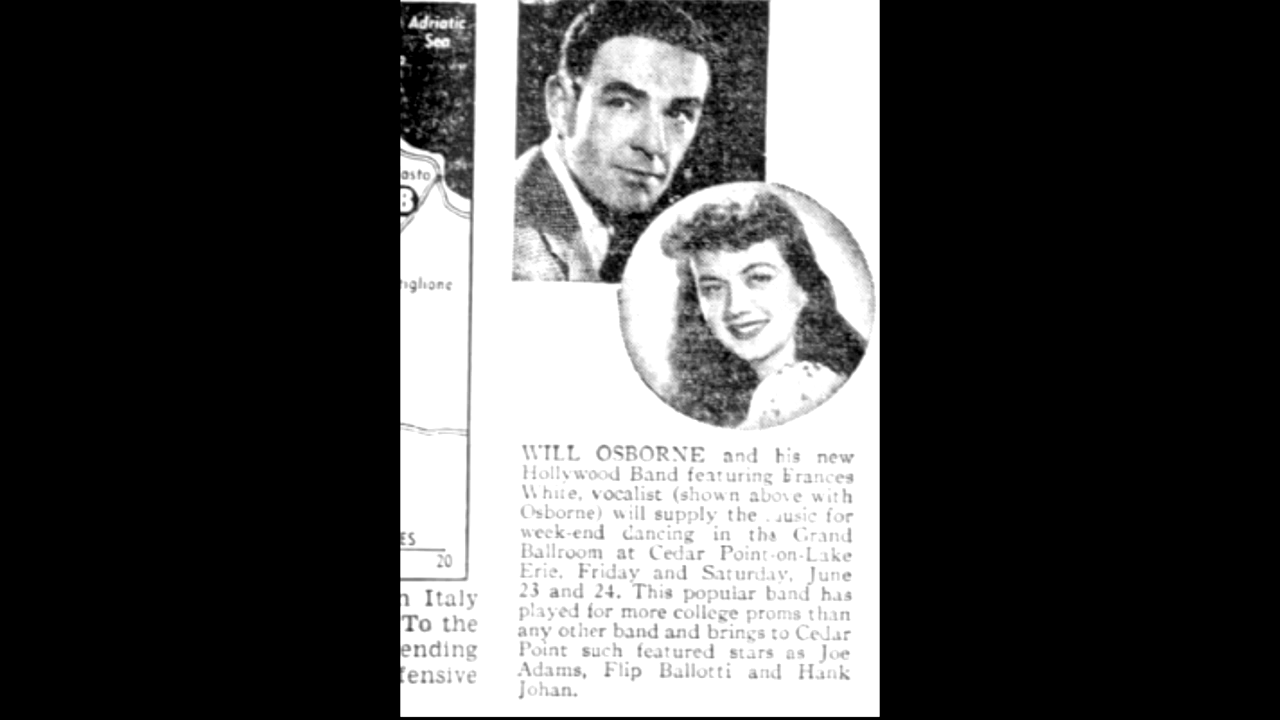 Adriatic
Sea
asto
8
tiglione
ES
20
n Italy
To the
ending
fensive
WILL OSBORNE and his new
Hollywood Band featuring Frances
White, vocalist (shown above with
Osborne) will supply the .usic for
week-end dancing in the Grand
Ballroom at Cedar Point-on-Lake
Erie, Friday and Saturday, June
23 and 24. This popular band has
played for more college proms than
any other band and brings to Cedar
Point such featured stars as Joe
Adams, Flip Ballotti and Hank
Johan.